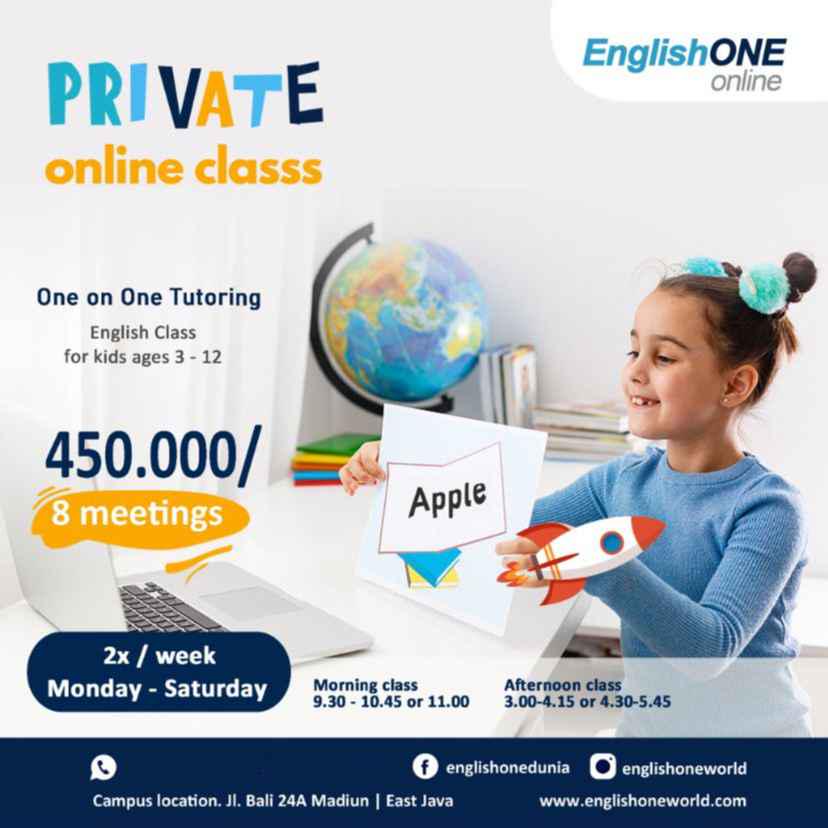 EnglishONE
online
PRIVATE
online classs
One on One Tutoring
English Class
for kids ages 3 - 12
450.000/
8 meetings
Apple
2x / week
Monday - Saturday
Morning class
9.30 - 10.45 or 11.00
Afternoon class
3.00-4.15 or 4.30-5.45
englishonedunia
englishoneworld
Campus location. Jl. Bali 24A Madiun | East Java
www.englishoneworld.com